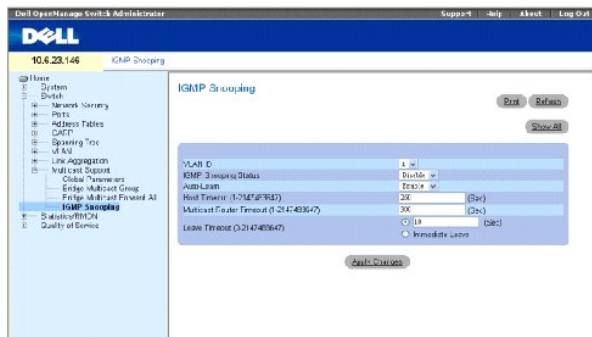 Dell OpenManage Switch Administrator
Support Help About Log Out
DELL
10.6.23.146 IGMP Snooping
Home
System
Switch
Network Security
Ports
Address Tables
GARP
Spanning Tree
VLAN
Link Aggregation
Multicast Support
Global Parameters
Bridge Multicast Group
Bridge Multicast Forward All
IGMP Snooping
Statistics/RMON
Quality of Service
IGMP Snooping
Print Refresh
Show All
VLAN ID 1
IGMP Snooping Status Disable
Auto-Learn Enable
Host Timeout (1-2147483647) 260 (Sec)
Multicast Router Timeout (1-2147483647) 300 (Sec)
Leave Timeout (0-2147483647) 10 (Sec)
Immediate Leave
Apply Changes